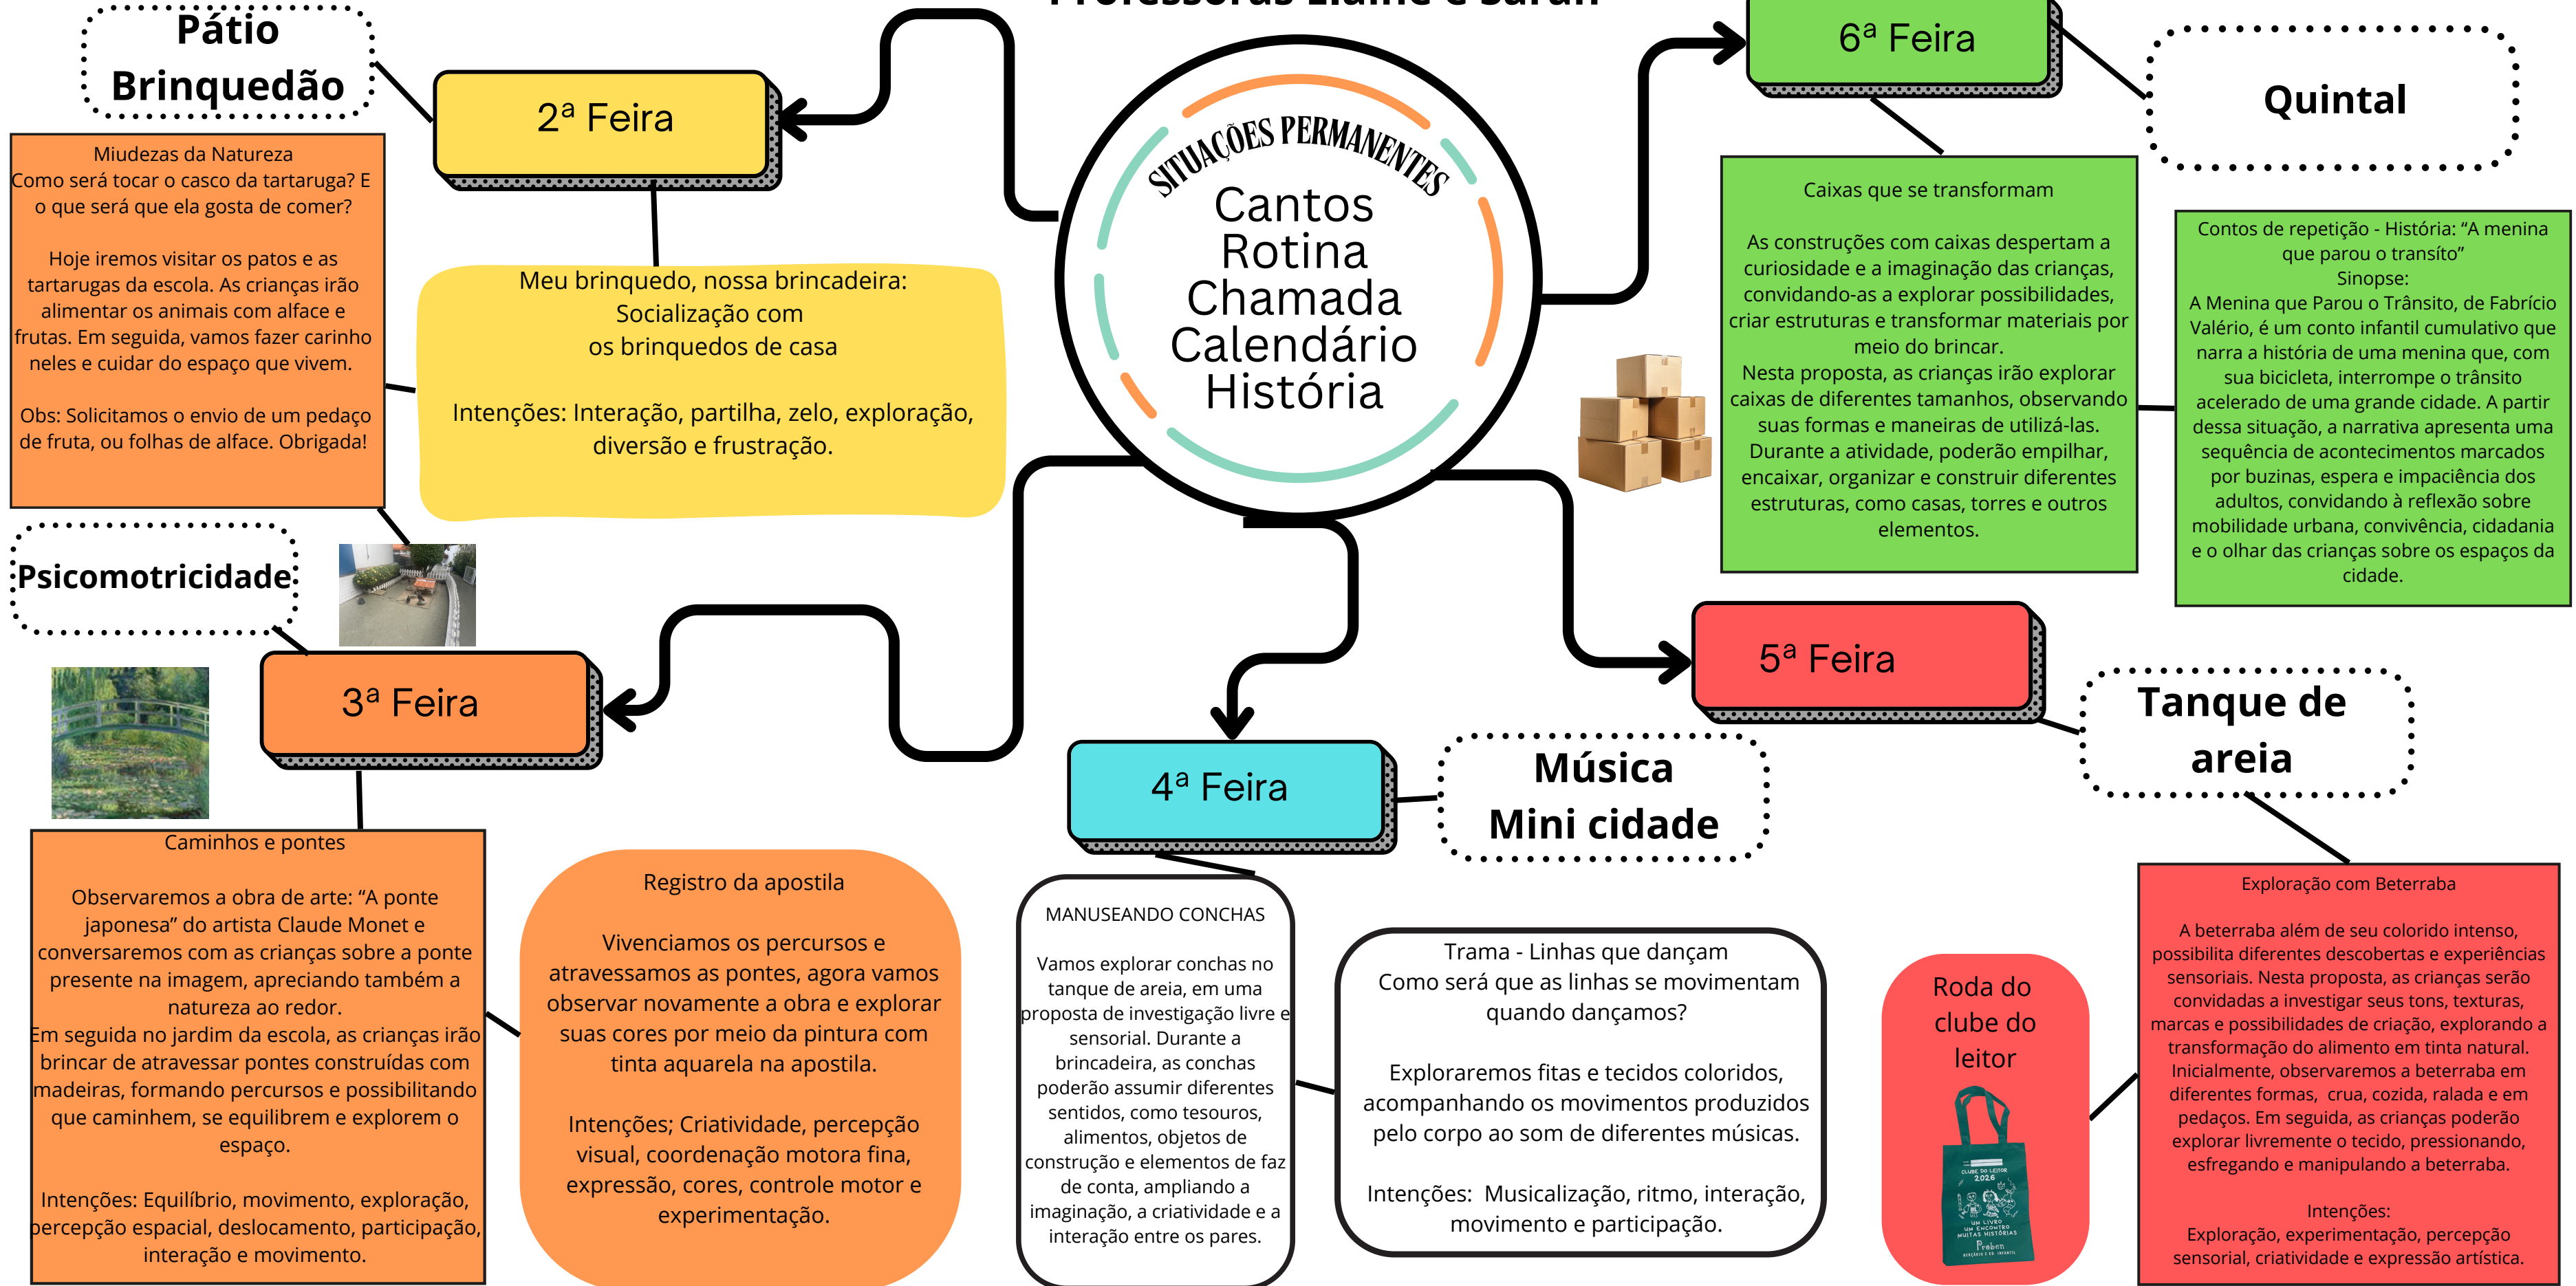 Professoras Elaine e Sarah
SITUAÇÕES PERMANENTES
Cantos
Rotina
Chamada
Calendário
História
Pátio
Brinquedão
2ª Feira
Miudezas da Natureza
Como será tocar o casco da tartaruga? E
o que será que ela gosta de comer?
Hoje iremos visitar os patos e as
tartarugas da escola. As crianças irão
alimentar os animais com alface e
frutas. Em seguida, vamos fazer carinho
neles e cuidar do espaço que vivem.
Obs: Solicitamos o envio de um pedaço
de fruta, ou folhas de alface. Obrigada!
Meu brinquedo, nossa brincadeira:
Socialização com
os brinquedos de casa
Intenções: Interação, partilha, zelo, exploração,
diversão e frustração.
Psicomotricidade
3ª Feira
Caminhos e pontes
Observaremos a obra de arte: “A ponte
japonesa” do artista Claude Monet e
conversaremos com as crianças sobre a ponte
presente na imagem, apreciando também a
natureza ao redor.
Em seguida no jardim da escola, as crianças irão
brincar de atravessar pontes construídas com
madeiras, formando percursos e possibilitando
que caminhem, se equilibrem e explorem o
espaço.
Intenções: Equilíbrio, movimento, exploração,
percepção espacial, deslocamento, participação,
interação e movimento.
Registro da apostila
Vivenciamos os percursos e
atravessamos as pontes, agora vamos
observar novamente a obra e explorar
suas cores por meio da pintura com
tinta aquarela na apostila.
Intenções; Criatividade, percepção
visual, coordenação motora fina,
expressão, cores, controle motor e
experimentação.
4ª Feira
Música
Mini cidade
MANUSEANDO CONCHAS
Vamos explorar conchas no
tanque de areia, em uma
proposta de investigação livre e
sensorial. Durante a
brincadeira, as conchas
poderão assumir diferentes
sentidos, como tesouros,
alimentos, objetos de
construção e elementos de faz
de conta, ampliando a
imaginação, a criatividade e a
interação entre os pares.
Trama - Linhas que dançam
Como será que as linhas se movimentam
quando dançamos?
Exploraremos fitas e tecidos coloridos,
acompanhando os movimentos produzidos
pelo corpo ao som de diferentes músicas.
Intenções:  Musicalização, ritmo, interação,
movimento e participação.
5ª Feira
Tanque de
areia
Exploração com Beterraba
A beterraba além de seu colorido intenso,
possibilita diferentes descobertas e experiências
sensoriais. Nesta proposta, as crianças serão
convidadas a investigar seus tons, texturas,
marcas e possibilidades de criação, explorando a
transformação do alimento em tinta natural.
Inicialmente, observaremos a beterraba em
diferentes formas,  crua, cozida, ralada e em
pedaços. Em seguida, as crianças poderão
explorar livremente o tecido, pressionando,
esfregando e manipulando a beterraba.
Intenções:
Exploração, experimentação, percepção
sensorial, criatividade e expressão artística.
Roda do
clube do
leitor
CLUBE DO LEITOR
2026
UM LIVRO
UM ENCONTRO
MUITAS HISTÓRIAS
6ª Feira
Quintal
Caixas que se transformam
As construções com caixas despertam a
curiosidade e a imaginação das crianças,
convidando-as a explorar possibilidades,
criar estruturas e transformar materiais por
meio do brincar.
Nesta proposta, as crianças irão explorar
caixas de diferentes tamanhos, observando
suas formas e maneiras de utilizá-las.
Durante a atividade, poderão empilhar,
encaixar, organizar e construir diferentes
estruturas, como casas, torres e outros
elementos.
Contos de repetição - História: “A menina
que parou o transíto”
Sinopse:
A Menina que Parou o Trânsito, de Fabrício
Valério, é um conto infantil cumulativo que
narra a história de uma menina que, com
sua bicicleta, interrompe o trânsito
acelerado de uma grande cidade. A partir
dessa situação, a narrativa apresenta uma
sequência de acontecimentos marcados
por buzinas, espera e impaciência dos
adultos, convidando à reflexão sobre
mobilidade urbana, convivência, cidadania
e o olhar das crianças sobre os espaços da
cidade.